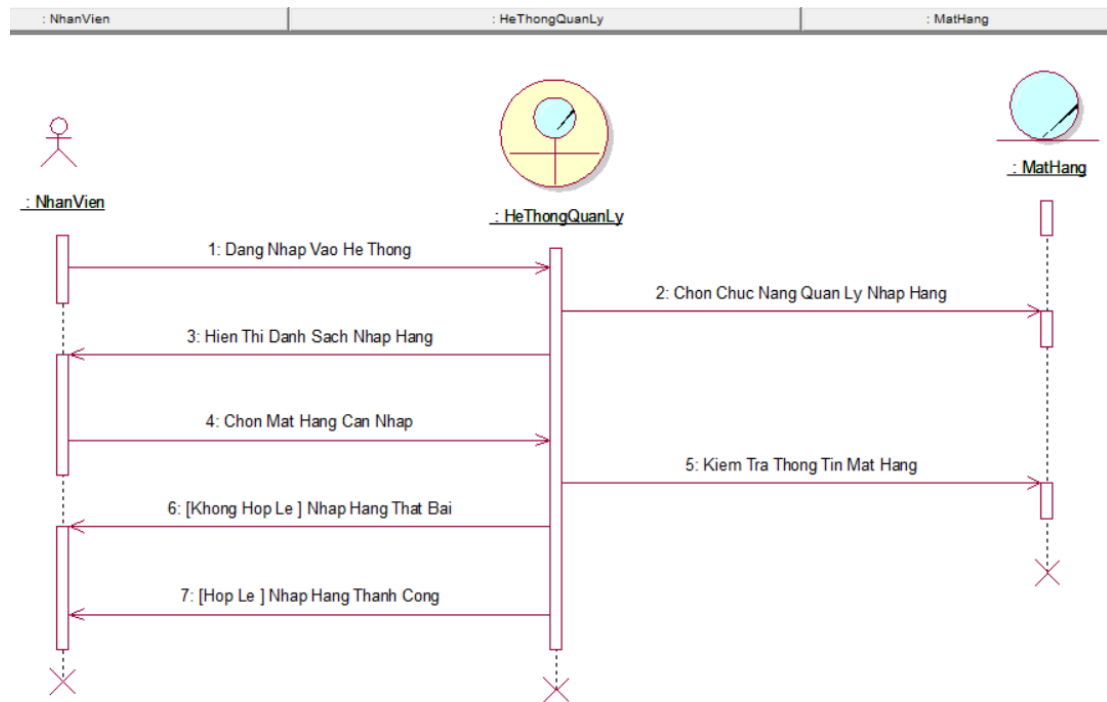 : NhanVien
: HeThongQuanLy
: MatHang
: NhanVien
: HeThongQuanLy
: MatHang
1: Dang Nhap Vao He Thong
2: Chon Chuc Nang Quan Ly Nhap Hang
3: Hien Thi Danh Sach Nhap Hang
4: Chon Mat Hang Can Nhap
5: Kiem Tra Thong Tin Mat Hang
6: [Khong Hop Le ] Nhap Hang That Bai
7: [Hop Le ] Nhap Hang Thanh Cong